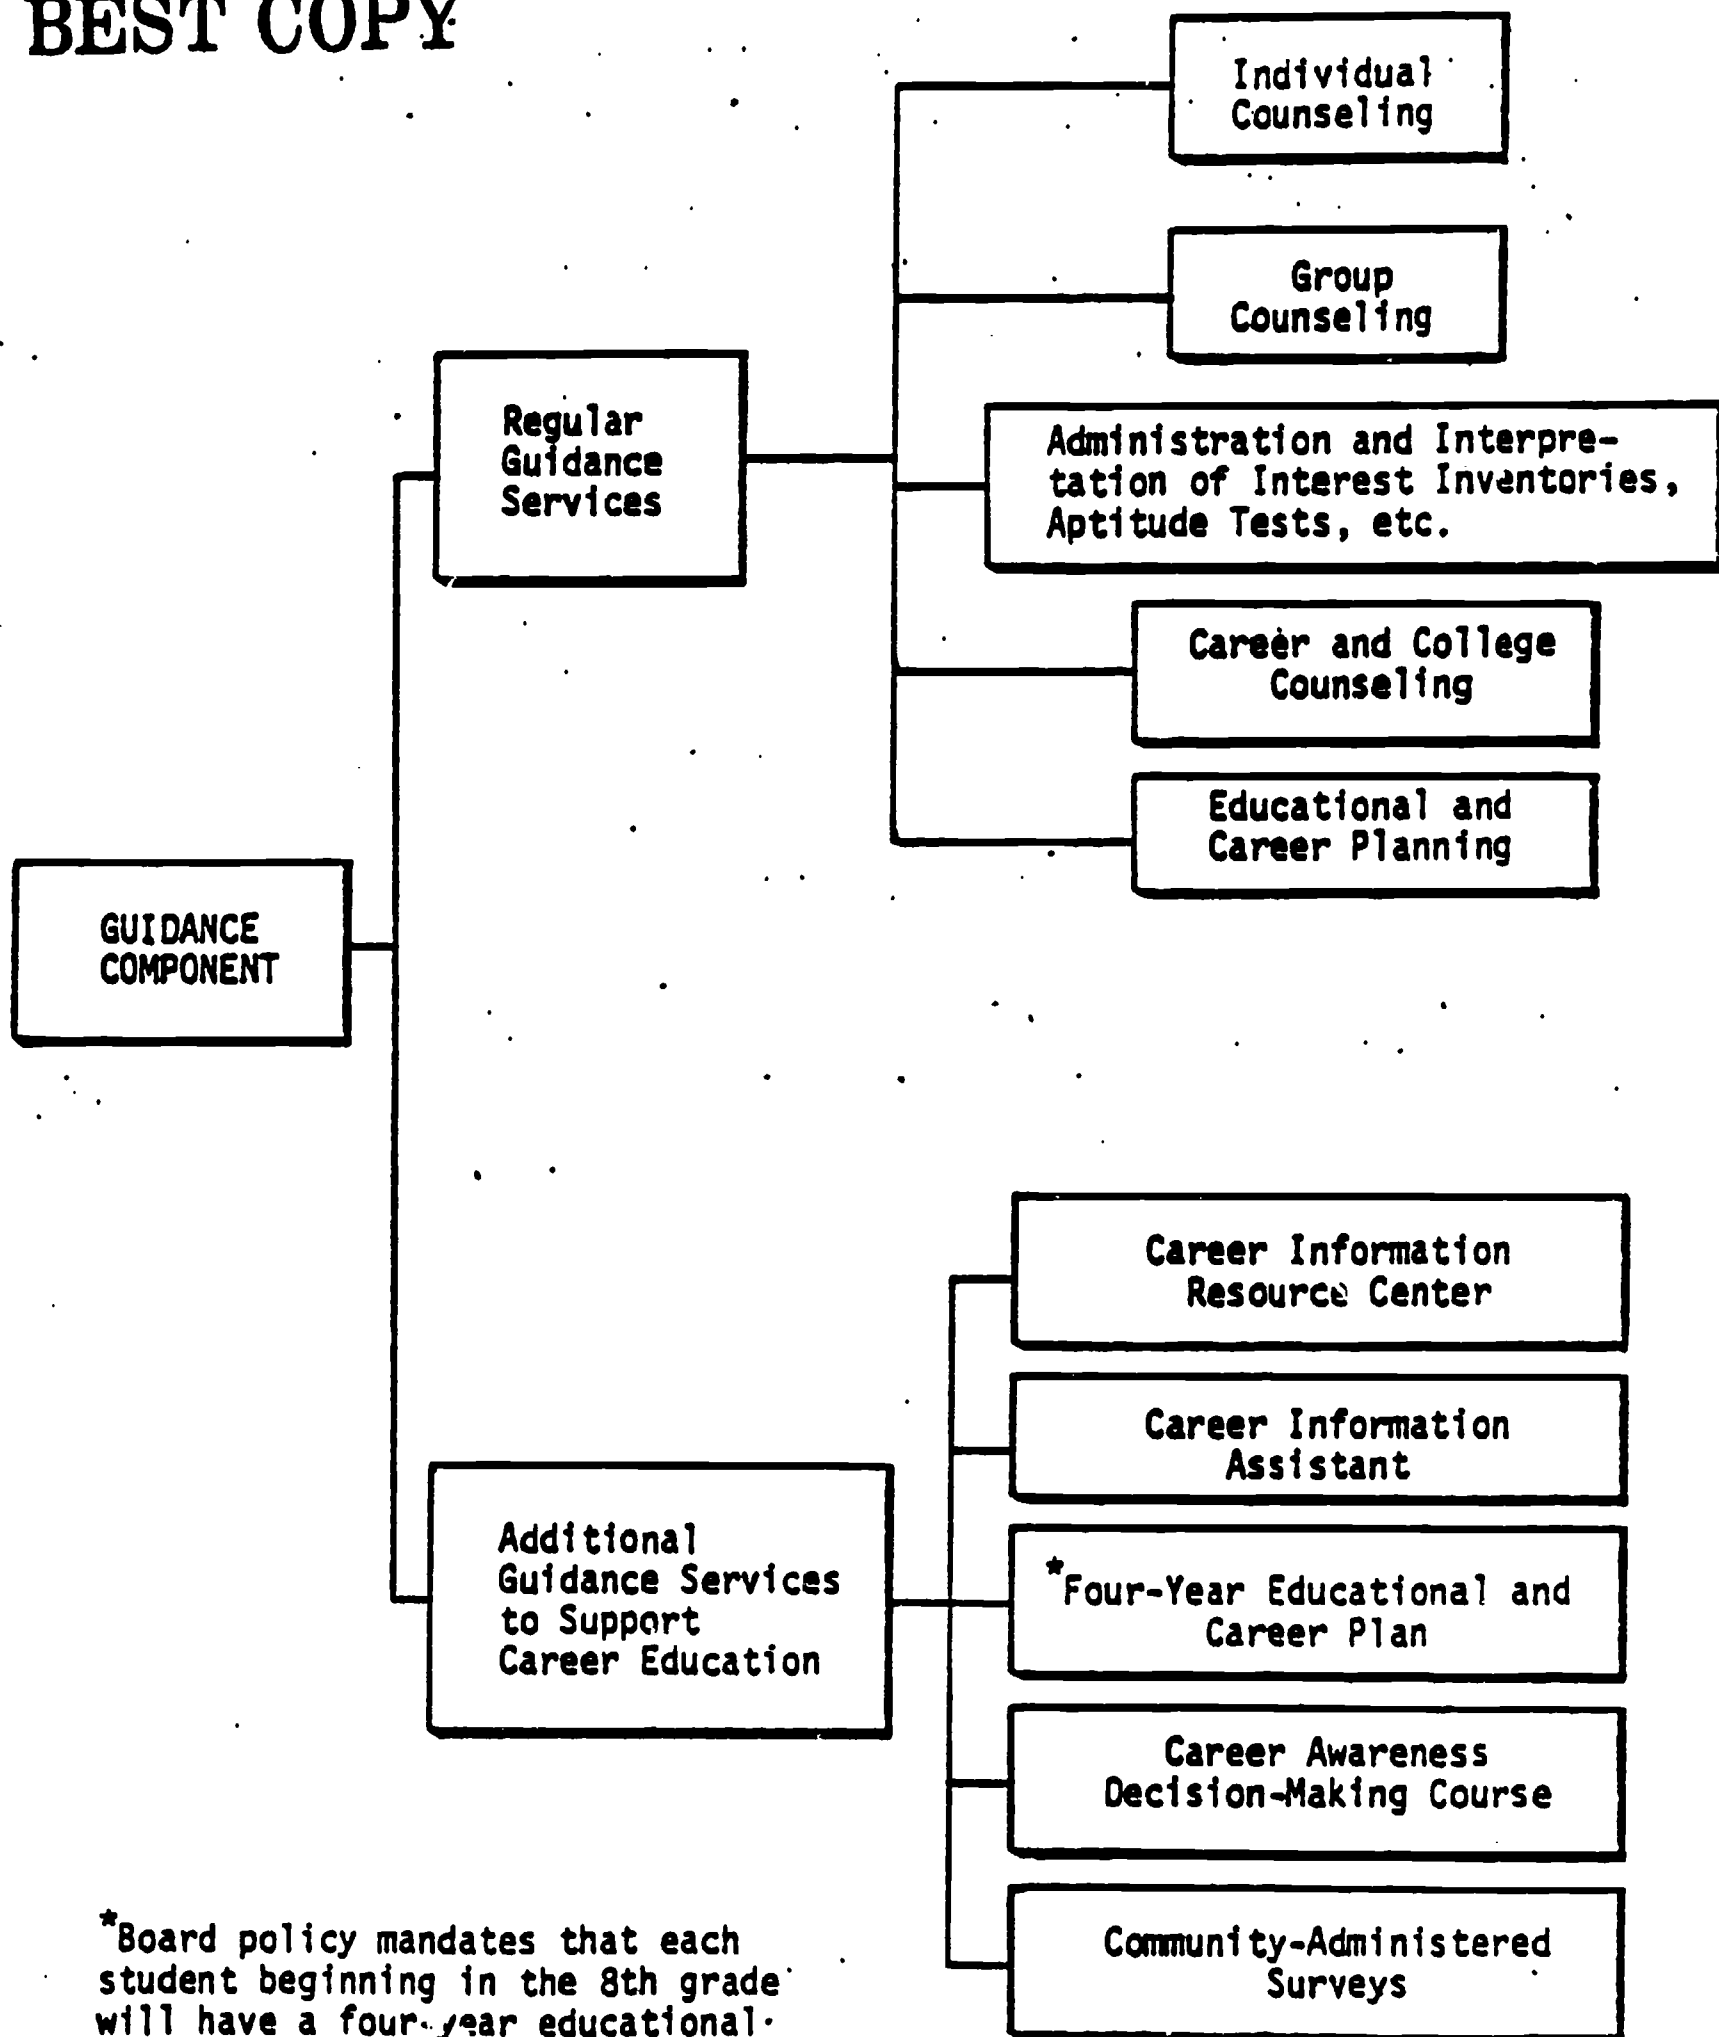 BEST COPY
Individual
Counseling
Group
Counseling
Regular
Guidance
Services
Administration and Interpre-
tation of Interest Inventories,
Aptitude Tests, etc.
Career and College
Counseling
Educational and
Career Planning
GUIDANCE
COMPONENT
Career Information
Resource Center
Career Information
Assistant
Additional
Guidance Services
to Support
Career Education
*Four-Year Educational and
Career Plan
Career Awareness
Decision-Making Course
Community-Administered
Surveys
*Board policy mandates that each
student beginning in the 8th grade
will have a four-year educational